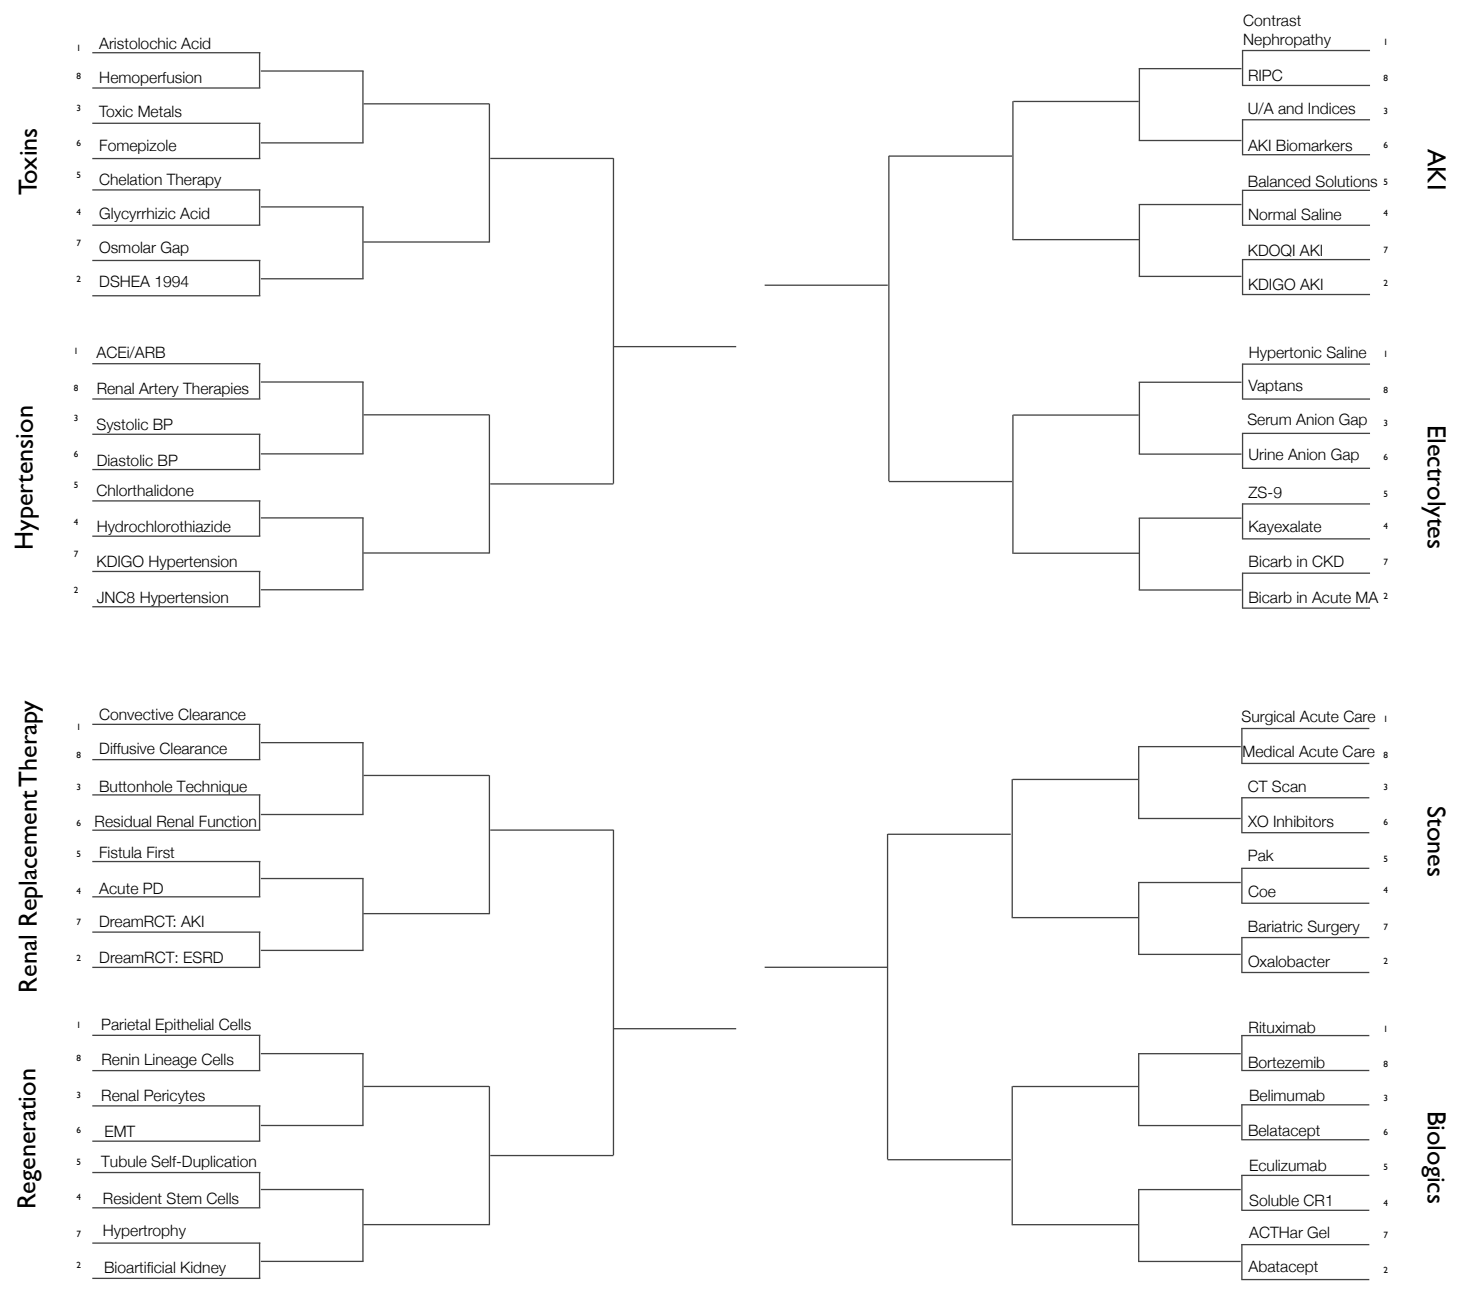 Toxins
1 Aristolochic Acid
8 Hemoperfusion
3 Toxic Metals
6 Fomepizole
5 Chelation Therapy
4 Glycyrrhizic Acid
7 Osmolar Gap
2 DSHEA 1994
Hypertension
1 ACEi/ARB
8 Renal Artery Therapies
3 Systolic BP
6 Diastolic BP
5 Chlorthalidone
4 Hydrochlorothiazide
7 KDIGO Hypertension
2 JNC8 Hypertension
Renal Replacement Therapy
1 Convective Clearance
8 Diffusive Clearance
3 Buttonhole Technique
6 Residual Renal Function
5 Fistula First
4 Acute PD
7 DreamRCT: AKI
2 DreamRCT: ESRD
Regeneration
1 Parietal Epithelial Cells
8 Renin Lineage Cells
3 Renal Pericytes
6 EMT
5 Tubule Self-Duplication
4 Resident Stem Cells
7 Hypertrophy
2 Bioartificial Kidney
AKI
Contrast
Nephropathy 1
RIPC 8
U/A and Indices 3
AKI Biomarkers 6
Balanced Solutions 5
Normal Saline 4
KDOQI AKI 7
KDIGO AKI 2
Electrolytes
Hypertonic Saline 1
Vaptans 8
Serum Anion Gap 3
Urine Anion Gap 6
ZS-9 5
Kayexalate 4
Bicarb in CKD 7
Bicarb in Acute MA 2
Stones
Surgical Acute Care 1
Medical Acute Care 8
CT Scan 3
XO Inhibitors 6
Pak 5
Coe 4
Bariatric Surgery 7
Oxalobacter 2
Biologics
Rituximab 1
Bortezemib 8
Belimumab 3
Belatacept 6
Eculizumab 5
Soluble CR1 4
ACTHar Gel 7
Abatacept 2